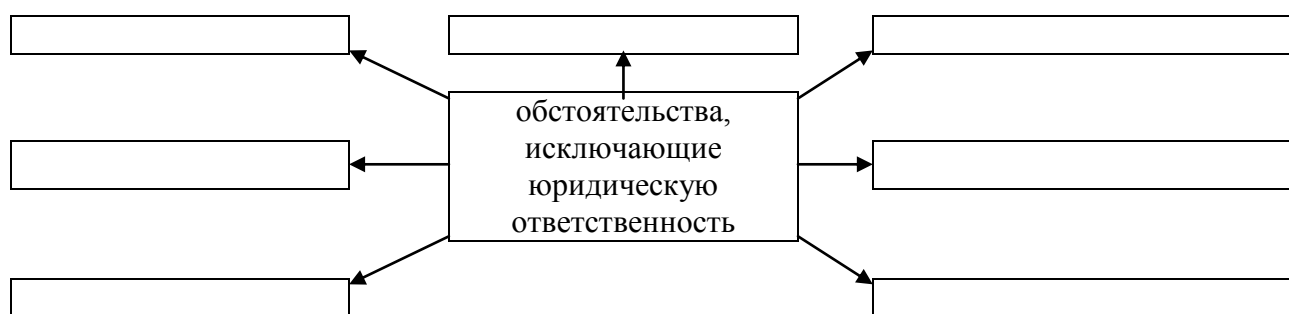 обстоятельства,
исключающие
юридическую
ответственность